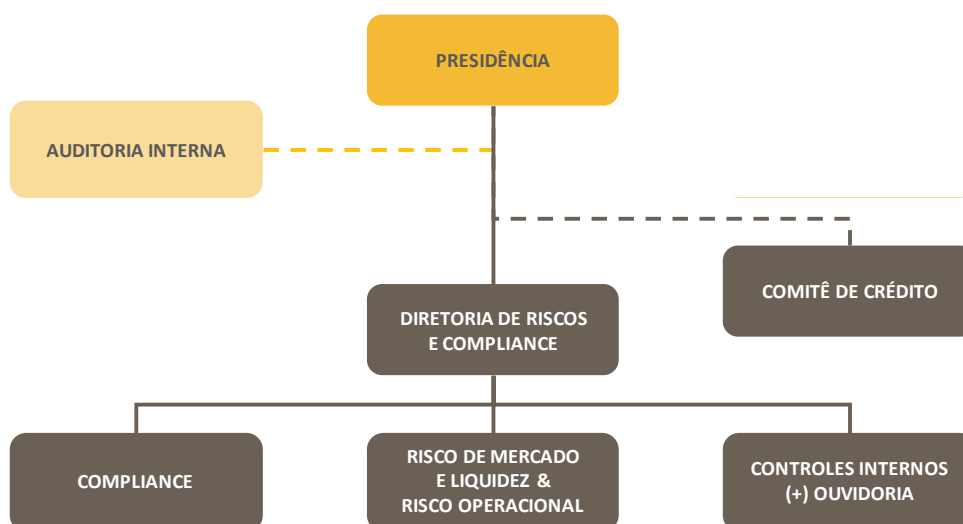 PRESIDÊNCIA
AUDITORIA INTERNA
COMITÊ DE CRÉDITO
DIRETORIA DE RISCOS
E COMPLIANCE
COMPLIANCE
RISCO DE MERCADO
E LIQUIDEZ &
RISCO OPERACIONAL
CONTROLES INTERNOS
(+) OUVIDORIA